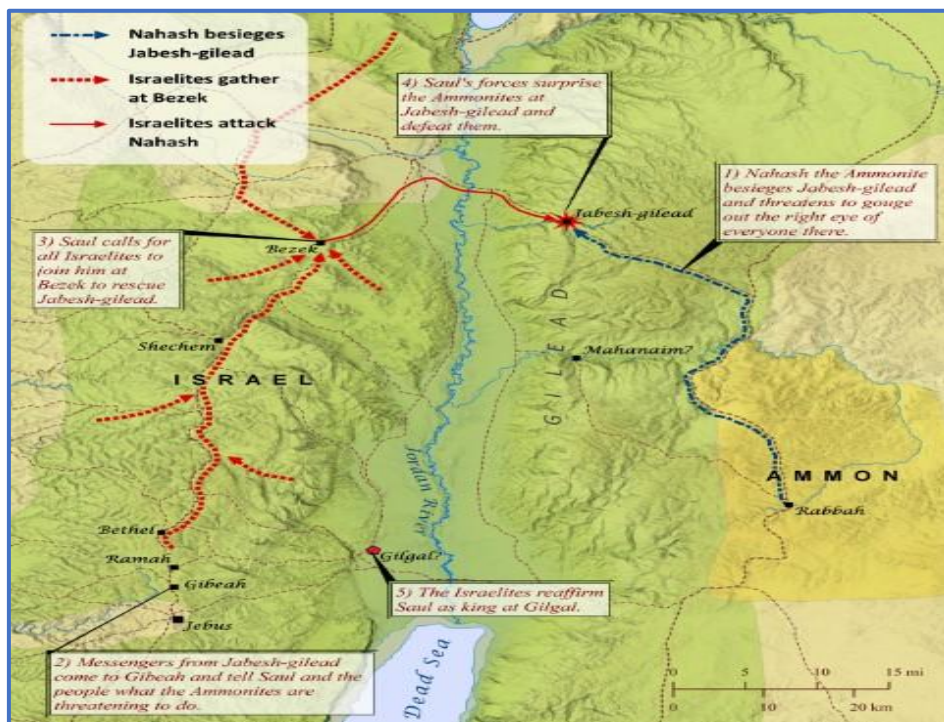 Nahash besieges
Jabesh-gilead
Israelites gather
at Bezek
Israelites attack
Nahash
4) Saul's forces surprise
the Ammonites at
Jabesh-gilead and
defeat them.
1) Nahash the Ammonite
besieges Jabesh-gilead
and threatens to gouge
out the right eye of
everyone there.
Jabesh-gilead
3) Saul calls for
all Israelites to
join him at
Bezek to rescue
Jabesh-gilead.
Bezek
Shechem
ISRAEL
GILEAD
Mahanaim?
Jordan River
AMMON
Rabbah
Bethel
Ramah
Gibeah
Jebus
Gilgal?
5) The Israelites reaffirm
Saul as king at Gilgal.
2) Messengers from Jabesh-gilead
come to Gibeah and tell Saul and the
people what the Ammonites are
threatening to do.
Dead Sea
0 5 10 15 mi
0 10 20 km